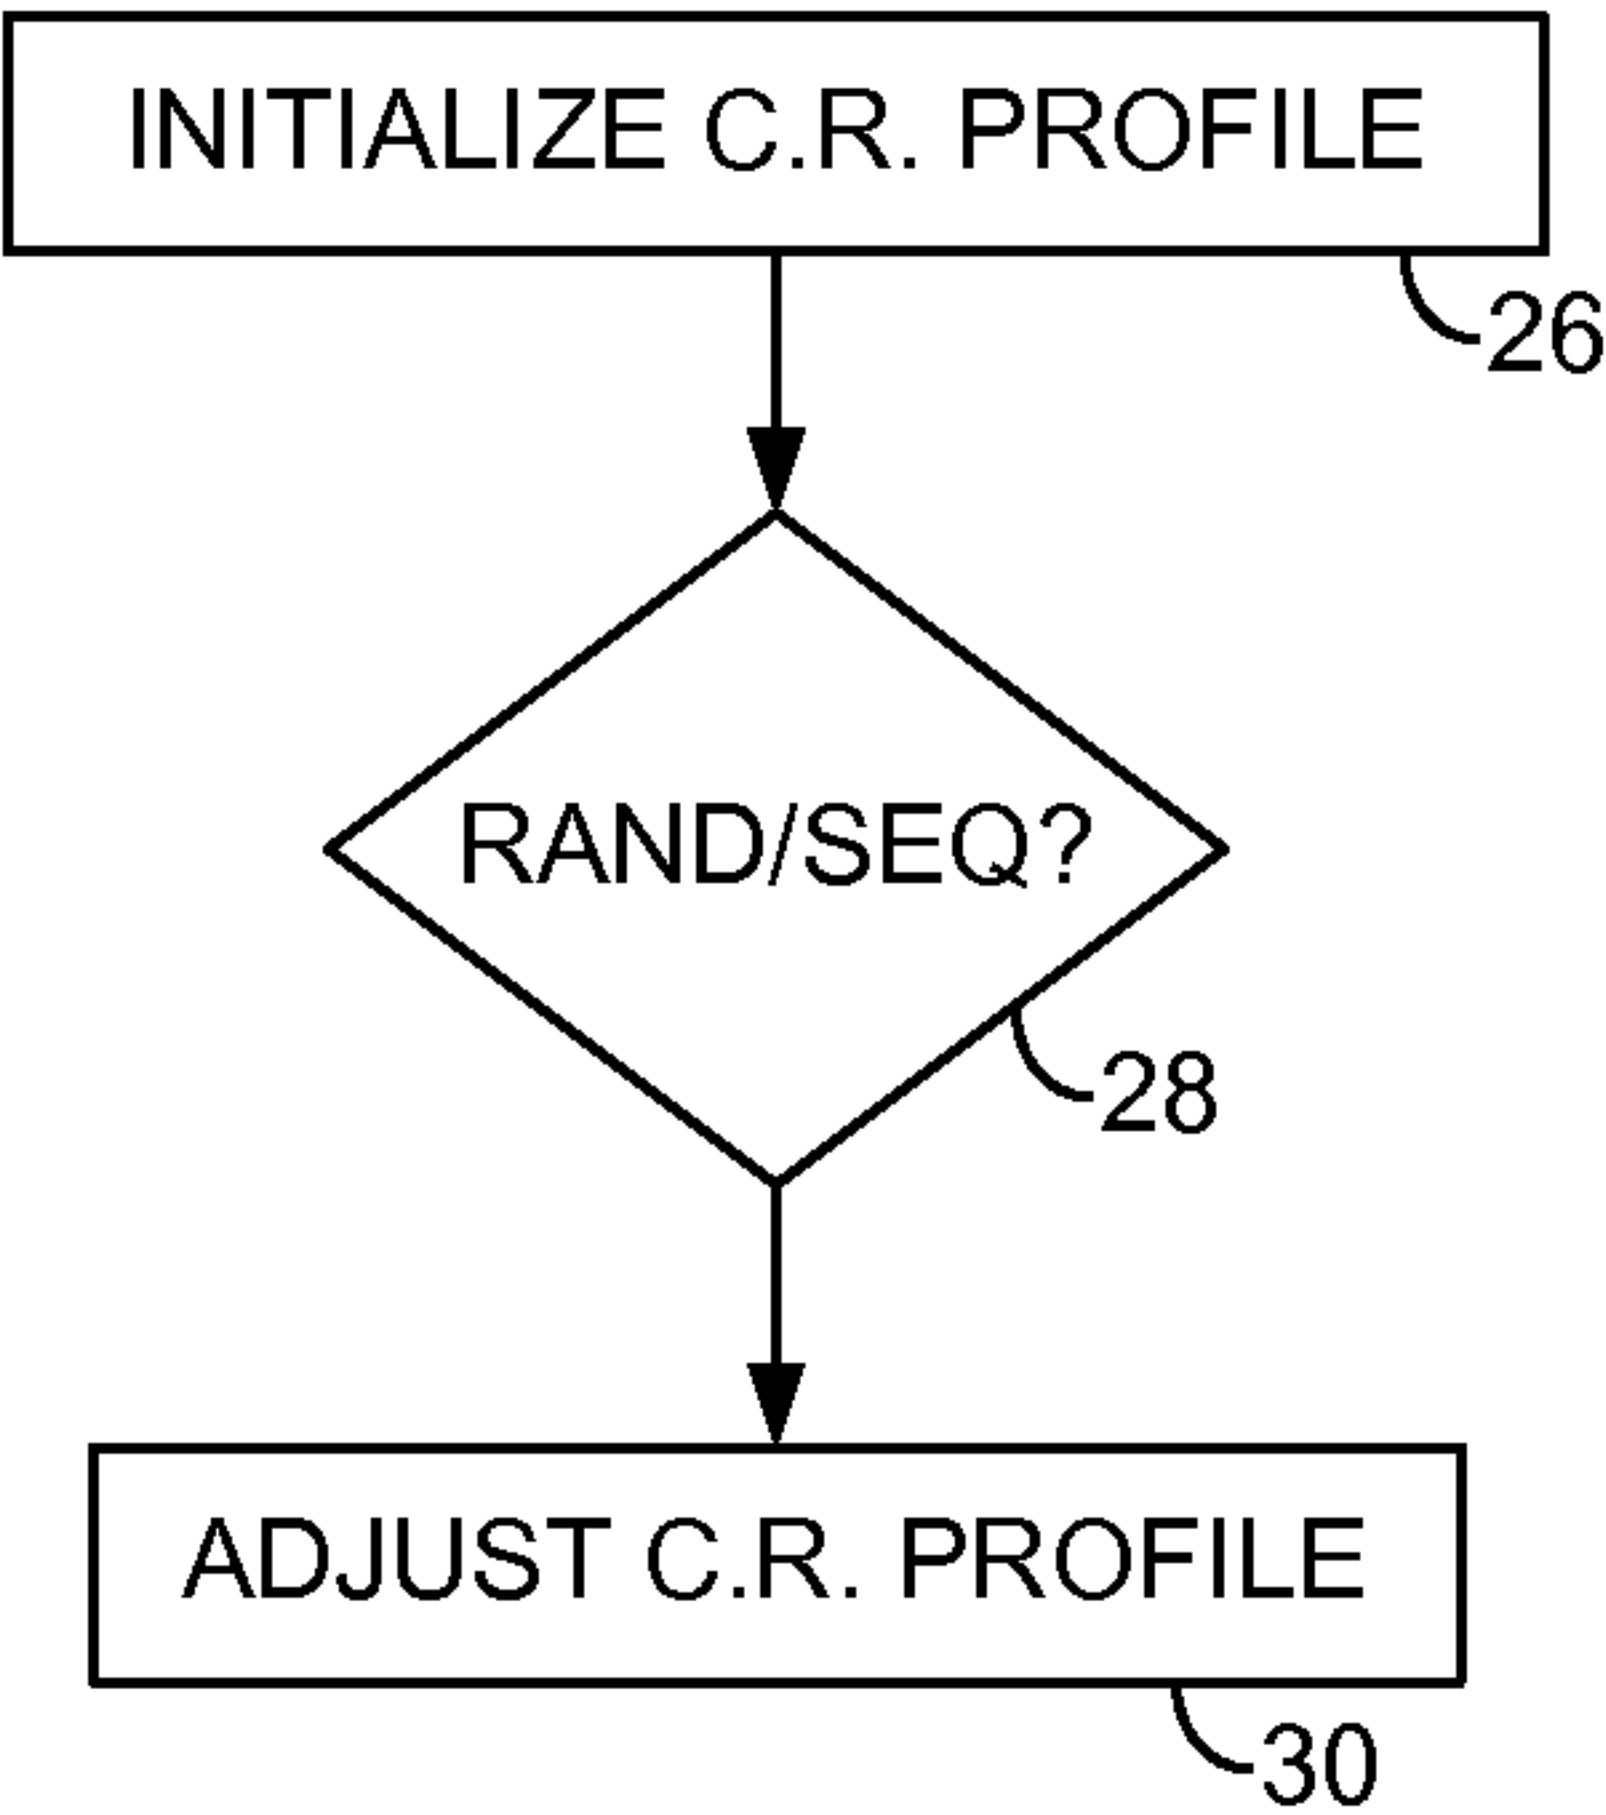 INITIALIZE C.R. PROFILE
26
RAND/SEQ?
28
ADJUST C.R. PROFILE
30